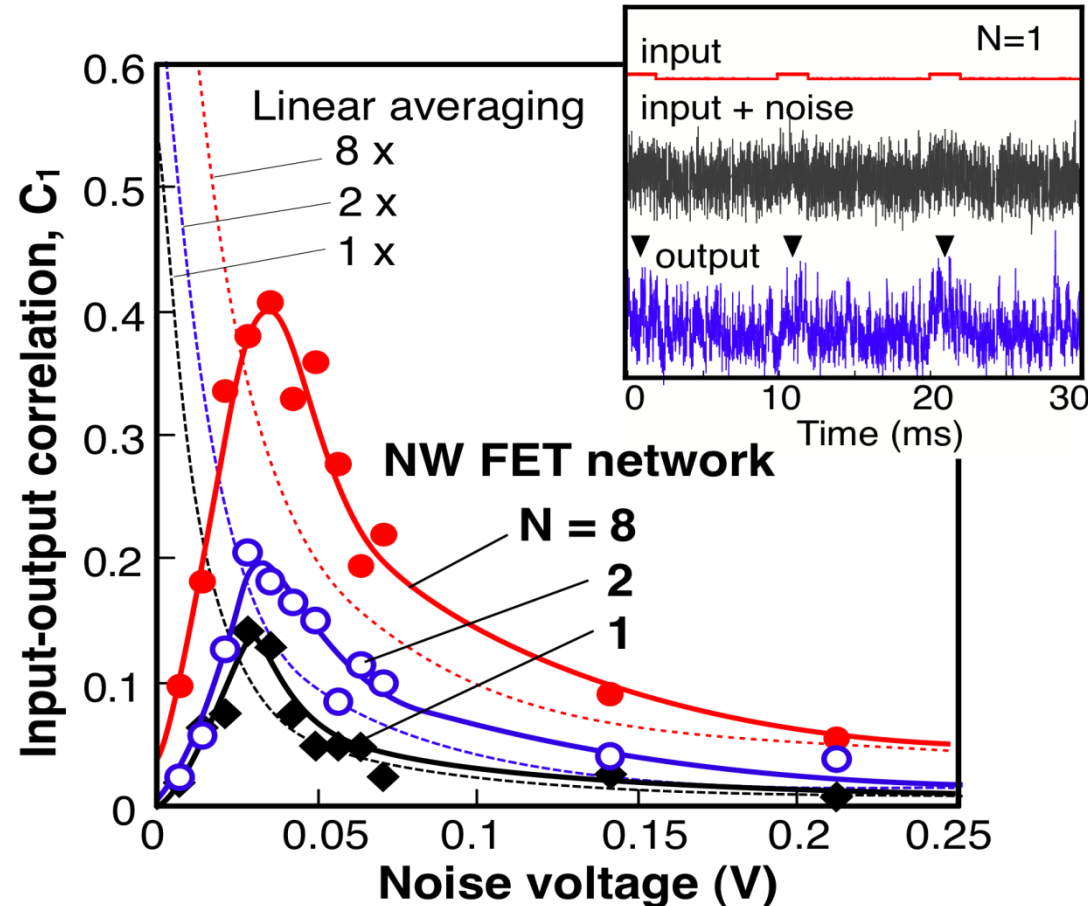 input
N=1
input + noise
output
0
10
20
30
Time (ms)
Input-output correlation, C₁
0.6
0.5
0.4
0.3
0.2
0.1
0
Linear averaging
8 x
2 x
1 x
NW FET network
N = 8
2
1
0
0.05
0.1
0.15
0.2
0.25
Noise voltage (V)